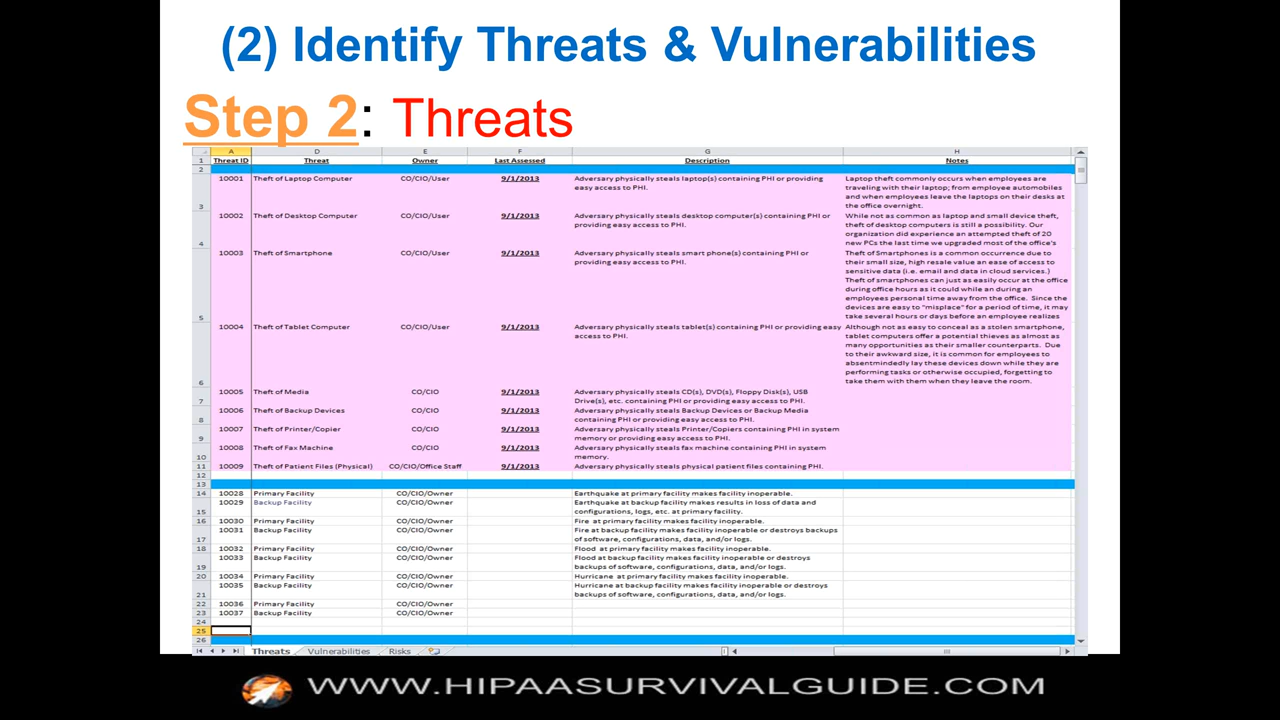 (2) Identify Threats & Vulnerabilities
Step 2: Threats
A D E F G H
1 Threat ID Threat Owner Last Assessed Description Notes
2
3 10001 Theft of Laptop Computer CO/CIO/User 9/1/2013 Adversary physically steals laptop(s) containing PHI or providing
easy access to PHI.
Laptop theft commonly occurs when employees are
traveling with their laptop; from employee automobiles
and when employees leave the laptops on their desks at
the office overnight.
4 10002 Theft of Desktop Computer CO/CIO/User 9/1/2013 Adversary physically steals desktop computer(s) containing PHI or
providing easy access to PHI.
While not as common as laptop and small device theft,
theft of desktop computers is still a possibility. Our
organization did experience an attempted theft of 20
new PCs the last time we upgraded most of the office's
5 10003 Theft of Smartphone CO/CIO/User 9/1/2013 Adversary physically steals smart phone(s) containing PHI or
providing easy access to PHI.
Theft of Smartphones is a common occurrence due to
their small size, high resale value an ease of access to
sensitive data (i.e. email and data in cloud services.)
Theft of smartphones can just as easily occur at the office
during office hours as it could while an during an
employees personal time away from the office. Since the
devices are easy to "misplace" for a period of time, it may
take several hours or days before an employee realizes
6 10004 Theft of Tablet Computer CO/CIO/User 9/1/2013 Adversary physically steals tablet(s) containing PHI or providing easy
access to PHI.
Although not as easy to conceal as a stolen smartphone,
tablet computers offer a potential thieves as almost as
many opportunities as their smaller counterparts. Due
to their awkward size, it is common for employees to
absentmindedly lay these devices down while they are
performing tasks or otherwise occupied, forgetting to
take them with them when they leave the room.
7 10005 Theft of Media CO/CIO 9/1/2013 Adversary physically steals CD(s), DVD(s), Floppy Disk(s), USB
Drive(s), etc. containing PHI or providing easy access to PHI.
8 10006 Theft of Backup Devices CO/CIO 9/1/2013 Adversary physically steals Backup Devices or Backup Media
containing PHI or providing easy access to PHI.
9 10007 Theft of Printer/Copier CO/CIO 9/1/2013 Adversary physically steals Printer/Copiers containing PHI in system
memory or providing easy access to PHI.
10 10008 Theft of Fax Machine CO/CIO 9/1/2013 Adversary physically steals fax machine containing PHI in system
memory.
11 10009 Theft of Patient Files (Physical) CO/CIO/Office Staff 9/1/2013 Adversary physically steals physical patient files containing PHI.
12
13
14 10028 Primary Facility CO/CIO/Owner Earthquake at primary facility makes facility inoperable.
15 10029 Backup Facility CO/CIO/Owner Earthquake at backup facility makes results in loss of data and
configurations, logs, etc. at primary facility.
16 10030 Primary Facility CO/CIO/Owner Fire at primary facility makes facility inoperable.
17 10031 Backup Facility CO/CIO/Owner Fire at backup facility makes facility inoperable or destroys backups
of software, configurations, data, and/or logs.
18 10032 Primary Facility CO/CIO/Owner Flood at primary facility makes facility inoperable.
19 10033 Backup Facility CO/CIO/Owner Flood at backup facility makes facility inoperable or destroys
backups of software, configurations, data, and/or logs.
20 10034 Primary Facility CO/CIO/Owner Hurricane at primary facility makes facility inoperable.
21 10035 Backup Facility CO/CIO/Owner Hurricane at backup facility makes facility inoperable or destroys
backups of software, configurations, data, and/or logs.
22 10036 Primary Facility CO/CIO/Owner
23 10037 Backup Facility CO/CIO/Owner
24
25
26
Threats Vulnerabilities Risks
WWW.HIPAASURVIVALGUIDE.COM